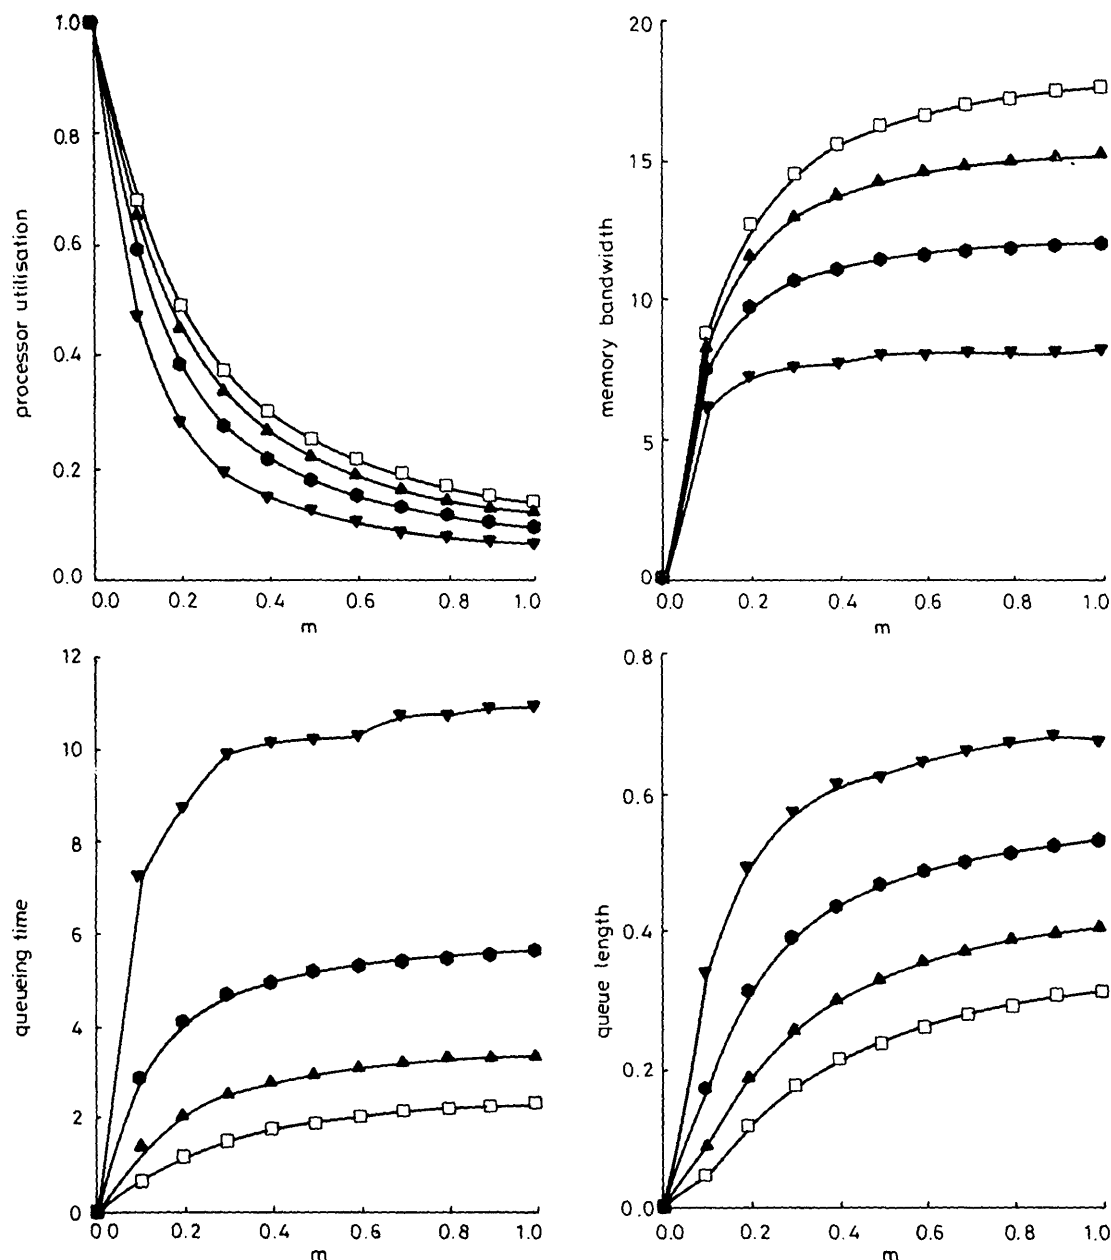 processor utilisation
1.0
0.8
0.6
0.4
0.2
0.0
0.0 0.2 0.4 0.6 0.8 1.0
m
memory bandwidth
20
15
10
5
0
0.0 0.2 0.4 0.6 0.8 1.0
m
queueing time
12
10
8
6
4
2
0
0.0 0.2 0.4 0.6 0.8 1.0
m
queue length
0.8
0.6
0.4
0.2
0.0
0.0 0.2 0.4 0.6 0.8 1.0
m